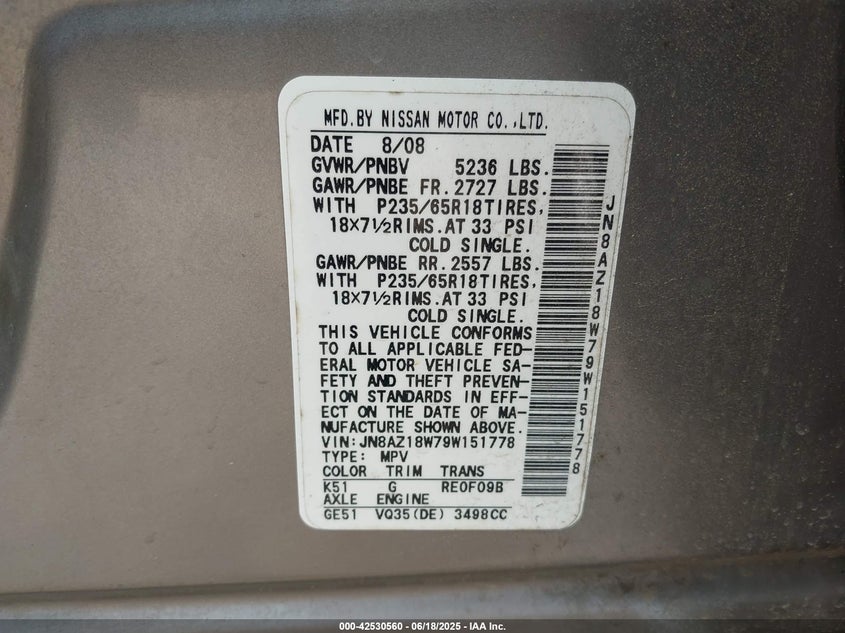 MFD.BY NISSAN MOTOR CO.,LTD.
DATE 8/08
GVWR/PNBV 5236 LBS.
GAWR/PNBE FR.2727 LBS.
WITH P235/65R18TIRES,
18×7½RIMS.AT 33 PSI
COLD SINGLE.
GAWR/PNBE RR.2557 LBS.
WITH P235/65R18TIRES,
18×7½RIMS.AT 33 PSI
COLD SINGLE.
THIS VEHICLE CONFORMS
TO ALL APPLICABLE FED-
ERAL MOTOR VEHICLE SA-
FETY AND THEFT PREVEN-
TION STANDARDS IN EFF-
ECT ON THE DATE OF MA-
NUFACTURE SHOWN ABOVE.
VIN:JN8AZ18W79W151778
TYPE: MPV
COLOR TRIM TRANS
K51 G RE0F09B
AXLE ENGINE
GE51 VQ35(DE) 3498CC
JN8AZ18W79W151778
000-42530560 - 06/18/2025 - IAA Inc.